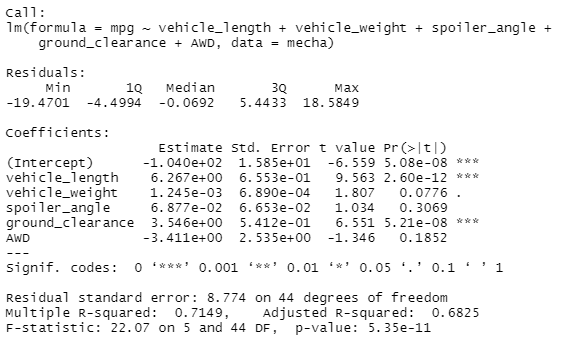 Call:
lm(formula = mpg ~ vehicle_length + vehicle_weight + spoiler_angle +
    ground_clearance + AWD, data = mecha)
Residuals:
     Min       1Q   Median       3Q      Max
-19.4701  -4.4994  -0.0692   5.4433  18.5849
Coefficients:
                   Estimate Std. Error t value Pr(>|t|)
(Intercept)      -1.040e+02  1.585e+01  -6.559 5.08e-08 ***
vehicle_length    6.267e+00  6.553e-01   9.563 2.60e-12 ***
vehicle_weight    1.245e-03  6.890e-04   1.807   0.0776 .
spoiler_angle     6.877e-02  6.653e-02   1.034   0.3069
ground_clearance  3.546e+00  5.412e-01   6.551 5.21e-08 ***
AWD              -3.411e+00  2.535e+00  -1.346   0.1852
---
Signif. codes:  0 ‘***’ 0.001 ‘**’ 0.01 ‘*’ 0.05 ‘.’ 0.1 ‘ ’ 1
Residual standard error: 8.774 on 44 degrees of freedom
Multiple R-squared:  0.7149,    Adjusted R-squared:  0.6825
F-statistic: 22.07 on 5 and 44 DF,  p-value: 5.35e-11